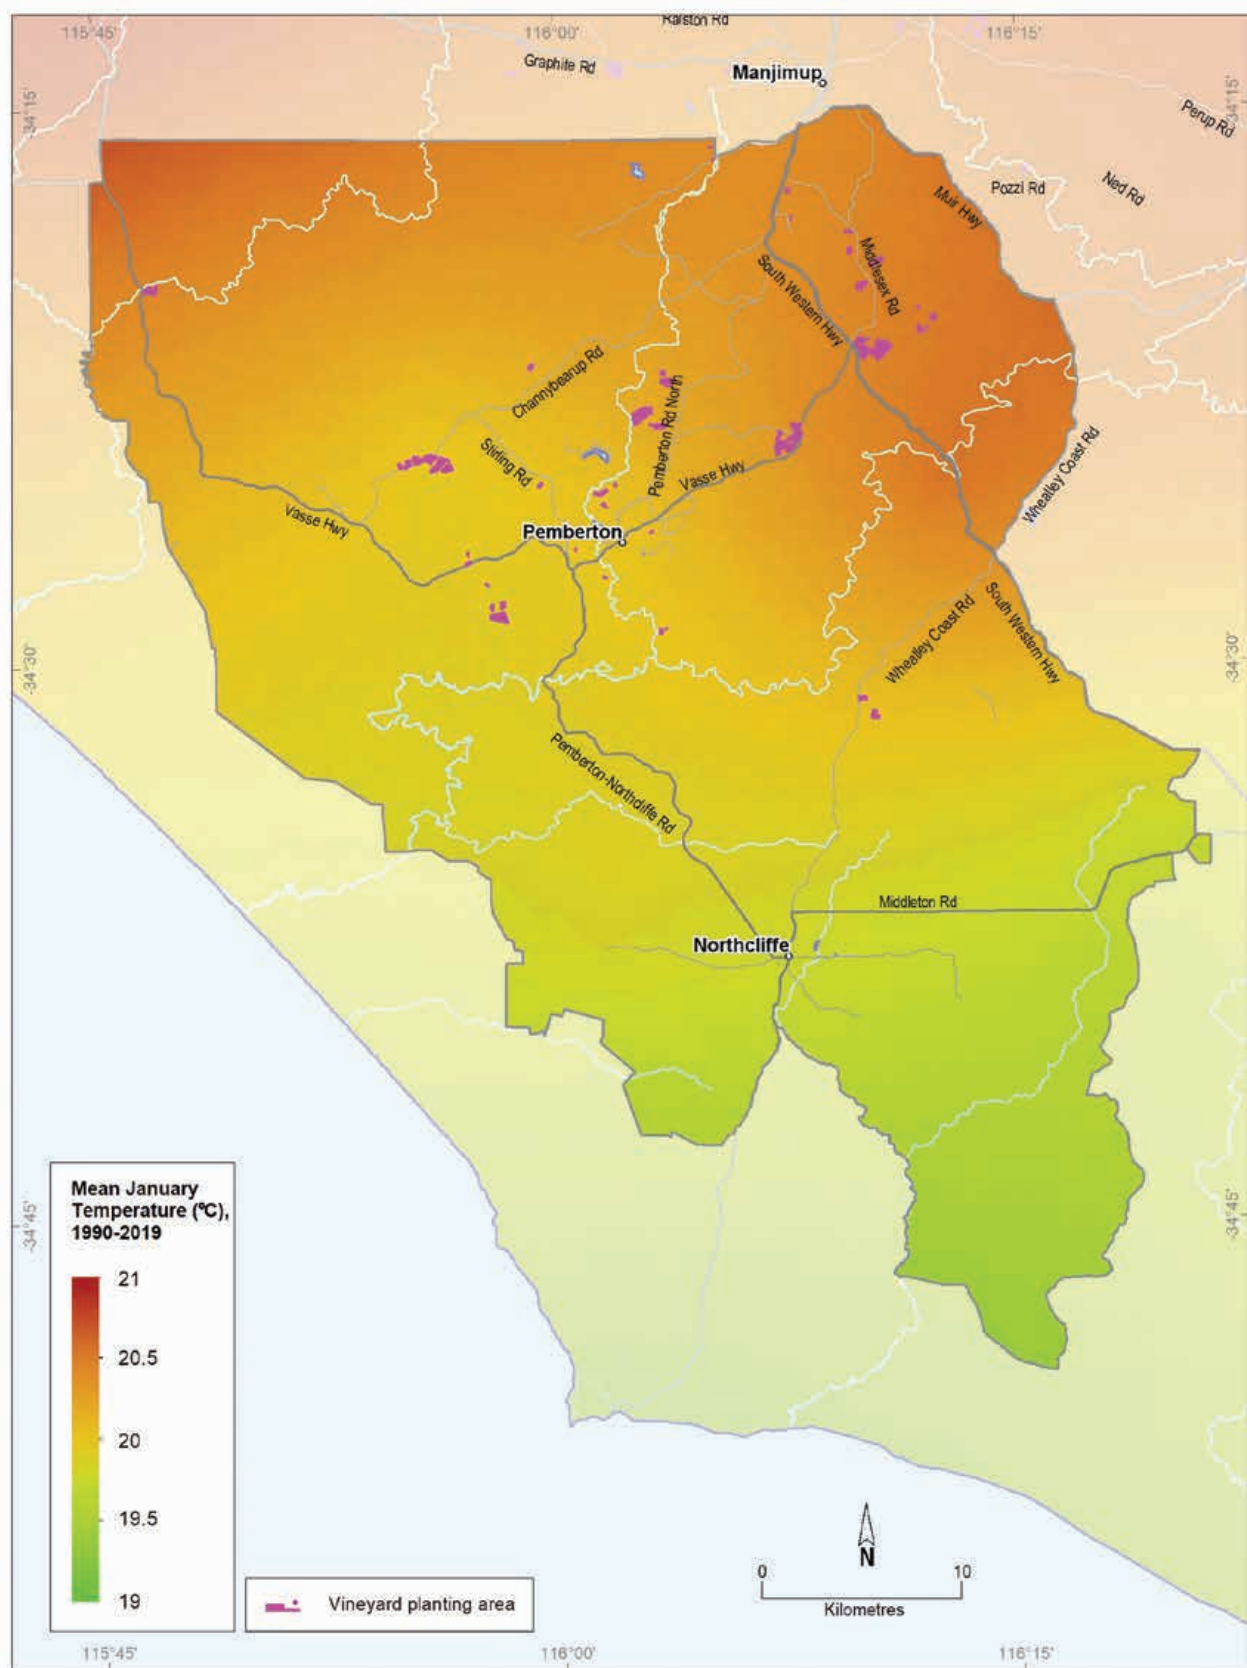 Ralston Rd
115°45'
116°00'
116°15'
Graphite Rd
Manjimup
-34°15'
-34°15'
Perup Rd
Pozzi Rd
Ned Rd
Muir Hwy
Middlesex Rd
South Western Hwy
Channybearup Rd
Pemberton Rd North
Stirling Rd
Vasse Hwy
Wheatley Coast Rd
Vasse Hwy
Pemberton
Wheatley Coast Rd
South Western Hwy
-34°30'
-34°30'
Pemberton-Northcliffe Rd
Middleton Rd
Northcliffe
-34°45'
-34°45'
Mean January
Temperature (°C),
1990-2019
21
20.5
20
19.5
19
Vineyard planting area
N
0 10
Kilometres
115°45'
116°00'
116°15'